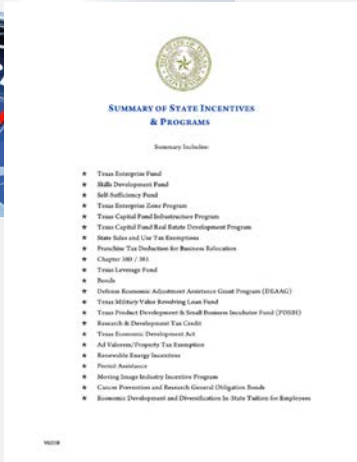 SUMMARY OF STATE INCENTIVES
& PROGRAMS
Summary Includes:
Texas Enterprise Fund
Skills Development Fund
Self-Sufficiency Fund
Texas Enterprise Zone Program
Texas Capital Fund Infrastructure Program
Texas Capital Fund Real Estate Development Program
State Sales and Use Tax Exemptions
Franchise Tax Deduction for Business Relocation
Chapter 380 / 381
Texas Leverage Fund
Bonds
Defense Economic Adjustment Assistance Grant Program (DEAAG)
Texas Military Value Revolving Loan Fund
Texas Product Development & Small Business Incubator Fund (PDSBI)
Research & Development Tax Credit
Texas Economic Development Act
Ad Valorem/Property Tax Exemption
Renewable Energy Incentives
Permit Assistance
Moving Image Industry Incentive Program
Cancer Prevention and Research General Obligation Bonds
Economic Development and Diversification In-State Tuition for Employees